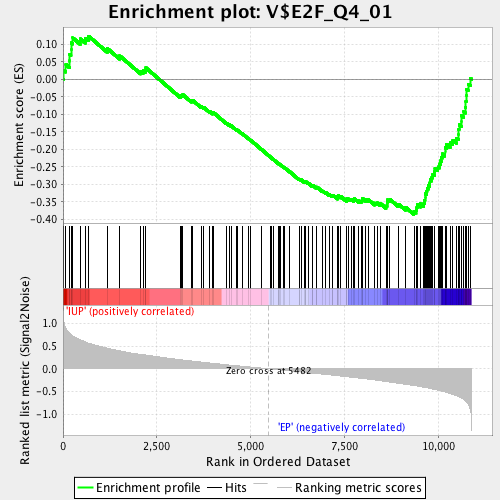 Enrichment plot: V$E2F_Q4_01
Enrichment score (ES)
0.10
0.05
0.00
-0.05
-0.10
-0.15
-0.20
-0.25
-0.30
-0.35
-0.40
Ranked list metric (Signal2Noise)
1.0
0.5
0.0
-0.5
-1.0
'IUP' (positively correlated)
Zero cross at 5482
'EP' (negatively correlated)
0 2,500 5,000 7,500 10,000
Rank in Ordered Dataset
Enrichment profile Hits Ranking metric scores